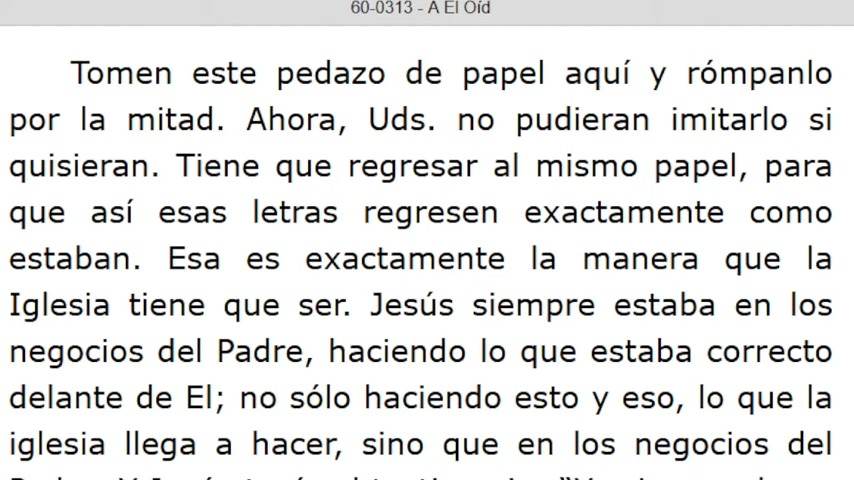 60-0313 - A El Oíd
Tomen este pedazo de papel aquí y rómpanlo
por la mitad. Ahora, Uds. no pudieran imitarlo si
quisieran. Tiene que regresar al mismo papel, para
que así esas letras regresen exactamente como
estaban. Esa es exactamente la manera que la
Iglesia tiene que ser. Jesús siempre estaba en los
negocios del Padre, haciendo lo que estaba correcto
delante de El; no sólo haciendo esto y eso, lo que la
iglesia llega a hacer, sino que en los negocios del